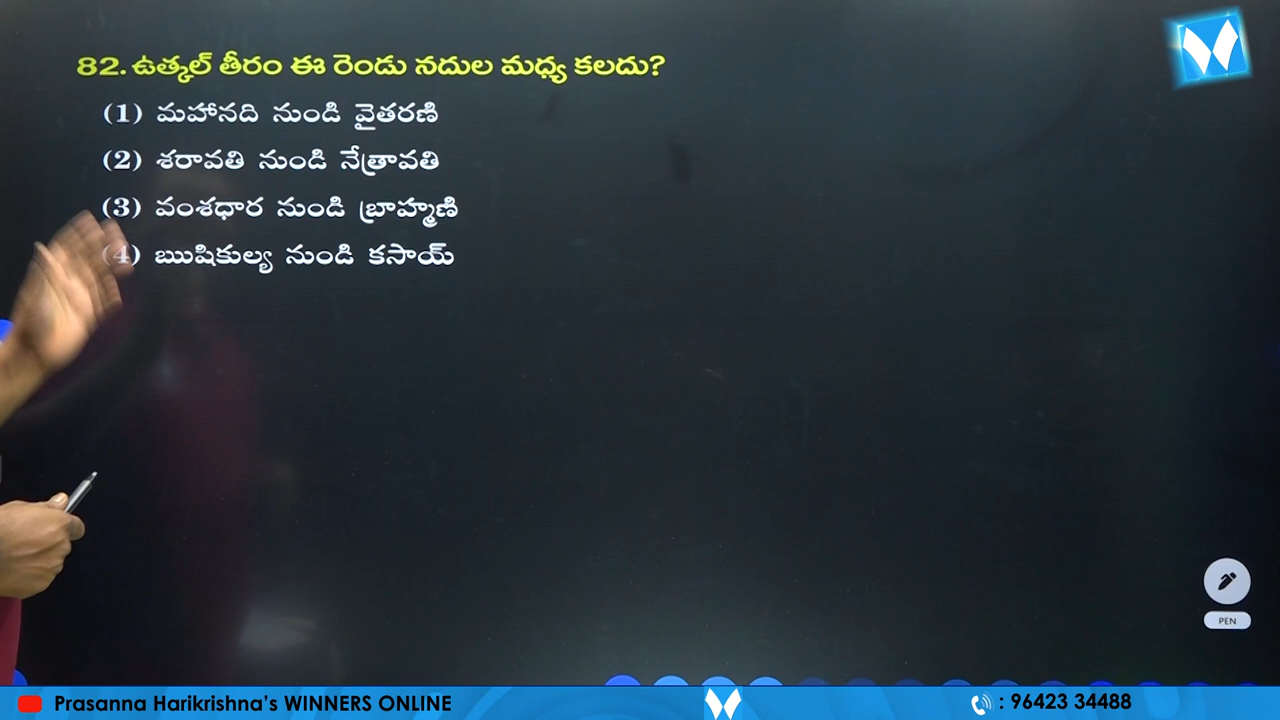 82. ఉత్కల్ తీరం ఈ రెండు నదుల మధ్య కలదు?
(1) మహానది నుండి వైతరణి
(2) శరావతి నుండి నేత్రావతి
(3) వంశధార నుండి బ్రాహ్మణి
(4) ఋషికుల్య నుండి కసాయ్
PEN
Prasanna Harikrishna's WINNERS ONLINE
: 96423 34488